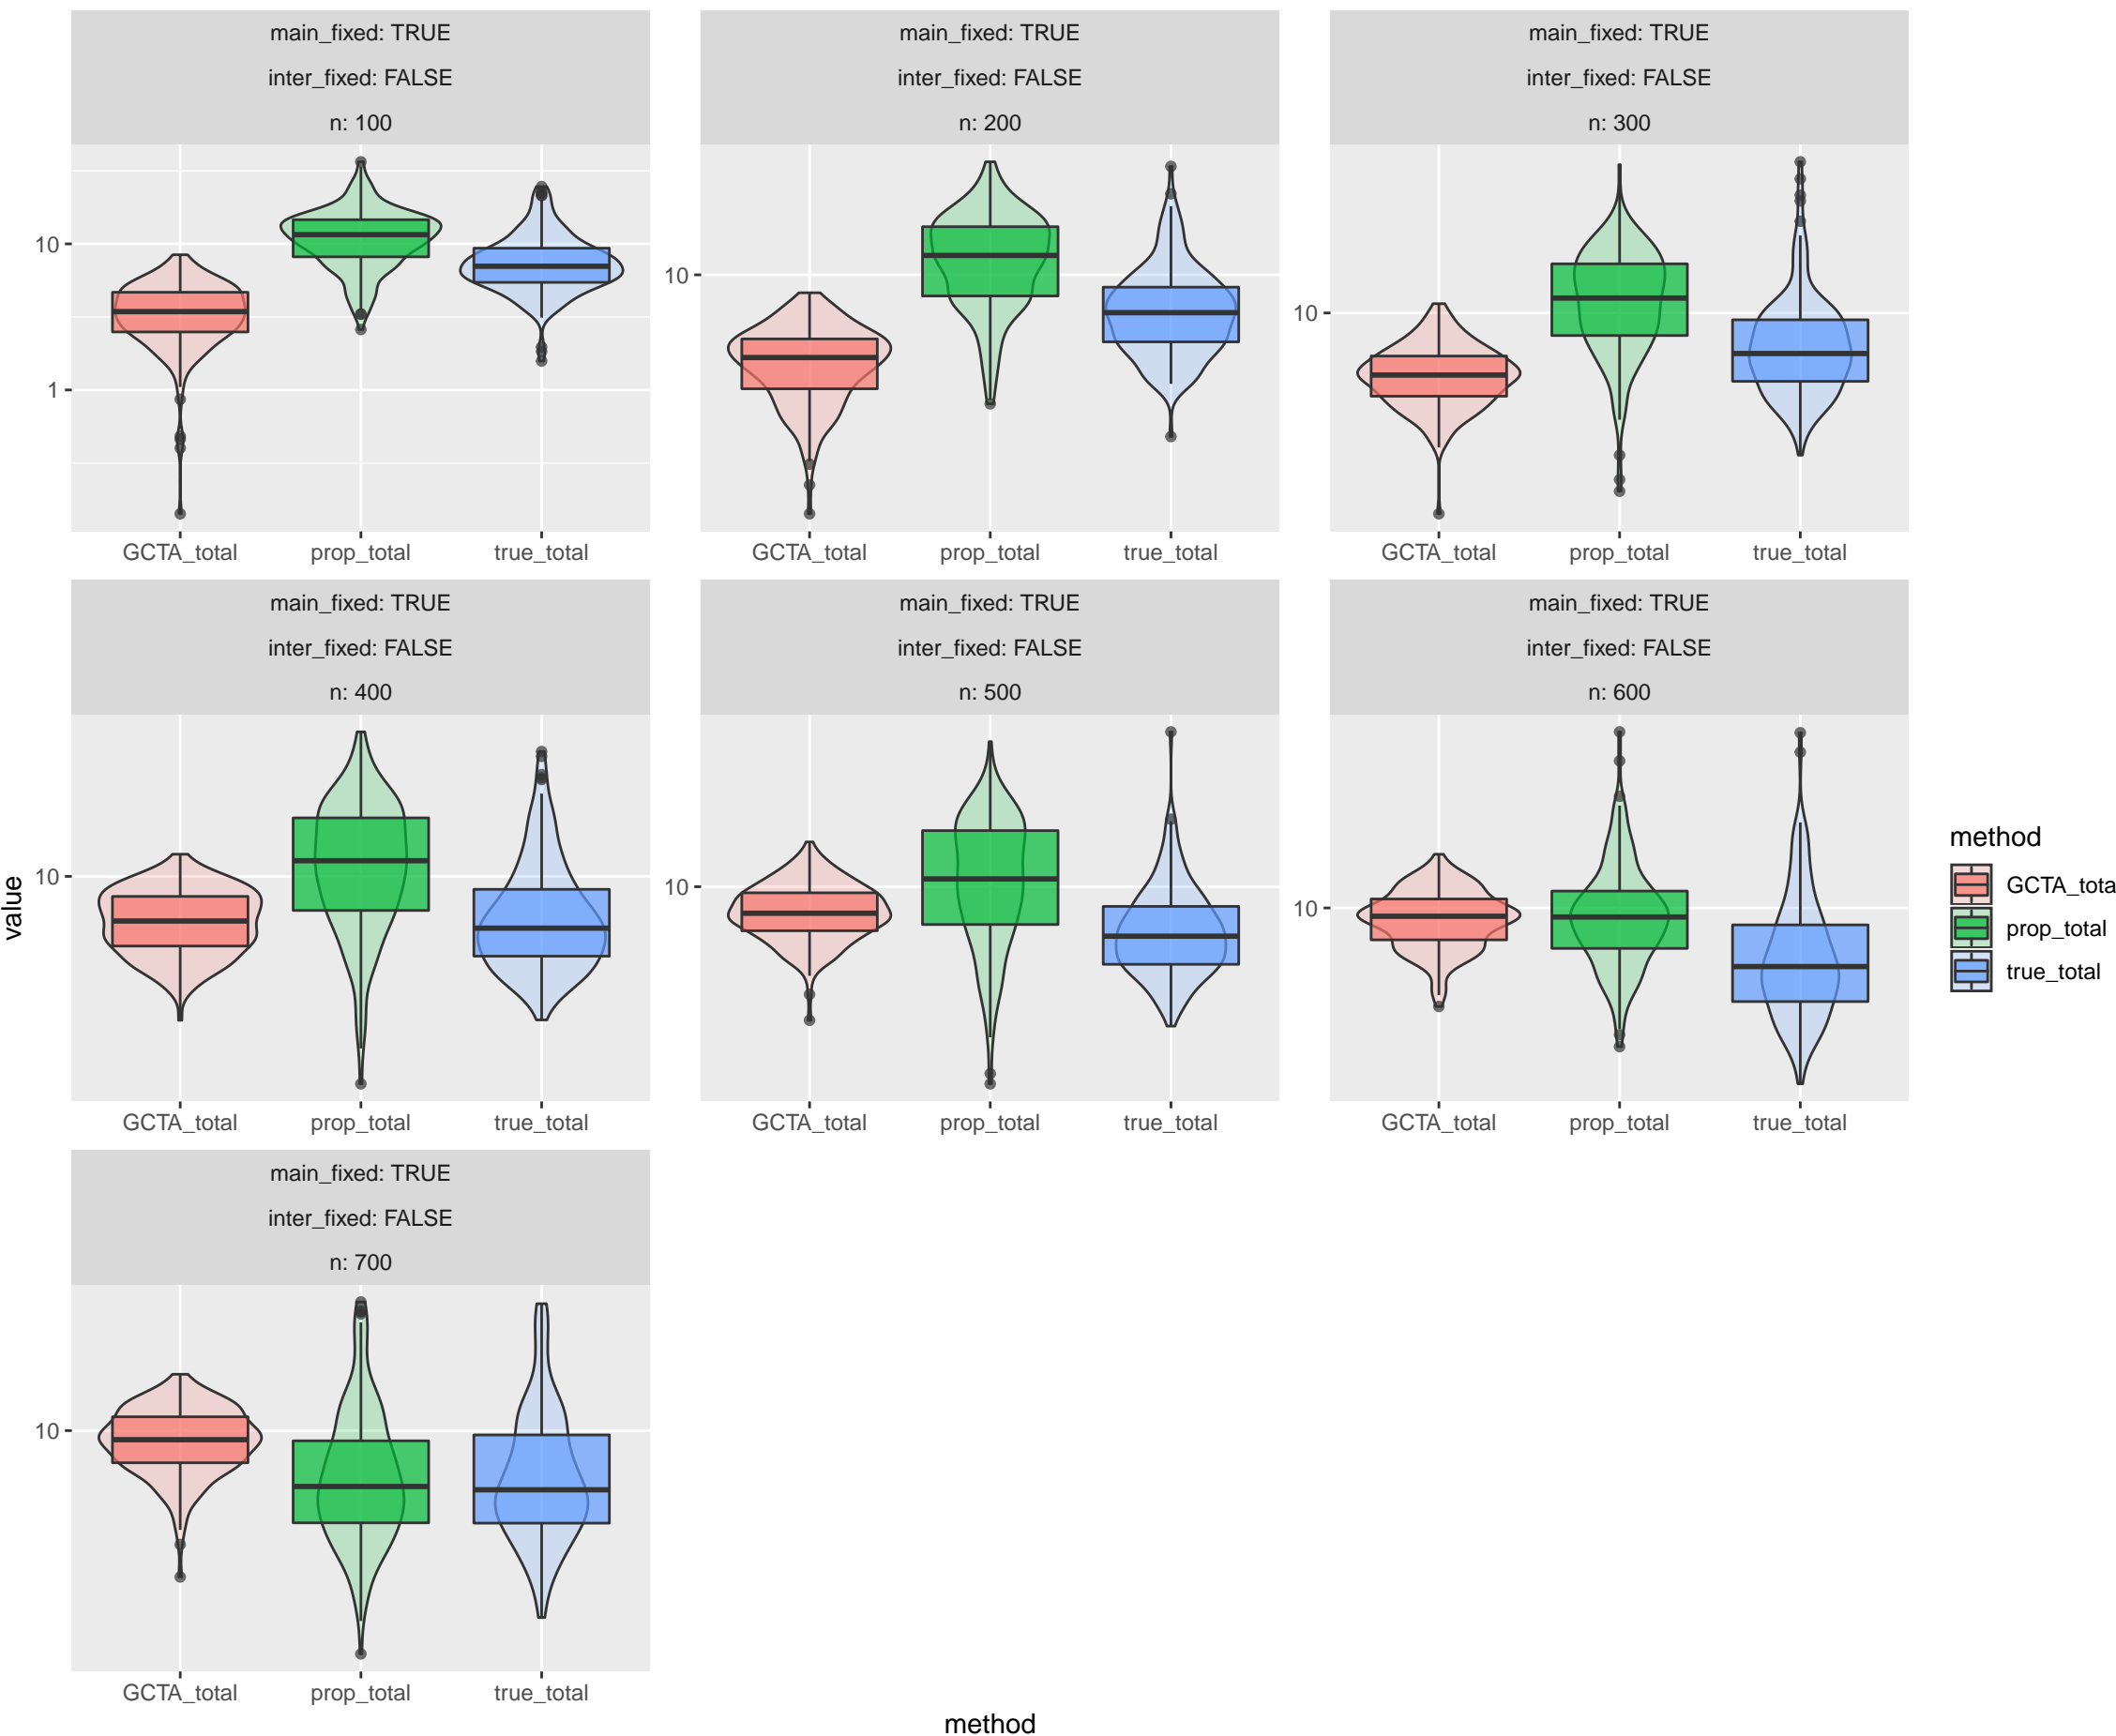 main_fixed: TRUE
inter_fixed: FALSE
n: 100
main_fixed: TRUE
inter_fixed: FALSE
n: 200
main_fixed: TRUE
inter_fixed: FALSE
n: 300
10
1
10
10
GCTA_total
prop_total
true_total
GCTA_total
prop_total
true_total
GCTA_total
prop_total
true_total
main_fixed: TRUE
inter_fixed: FALSE
n: 400
main_fixed: TRUE
inter_fixed: FALSE
n: 500
main_fixed: TRUE
inter_fixed: FALSE
n: 600
10
10
10
GCTA_total
prop_total
true_total
GCTA_total
prop_total
true_total
GCTA_total
prop_total
true_total
main_fixed: TRUE
inter_fixed: FALSE
n: 700
10
GCTA_total
prop_total
true_total
value
method
method
GCTA_tota
prop_total
true_total